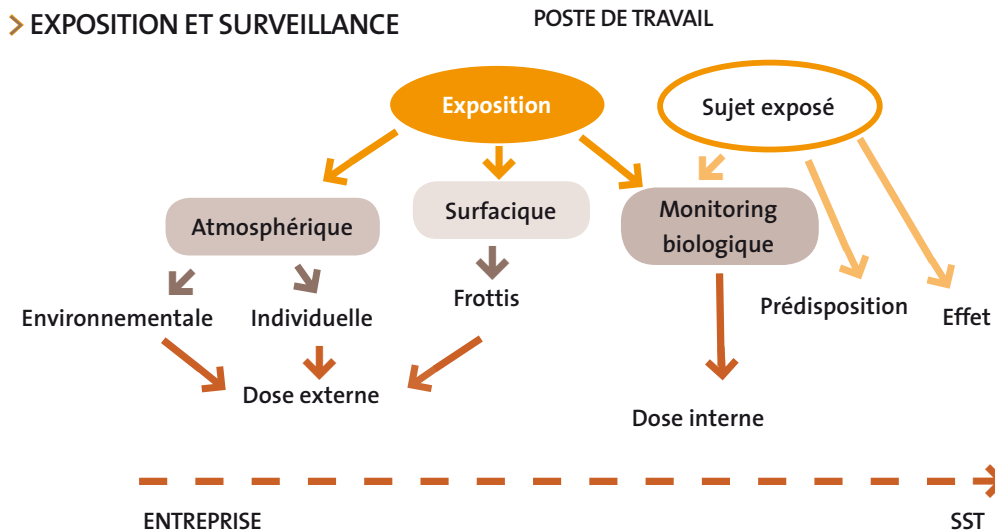 > EXPOSITION ET SURVEILLANCE
POSTE DE TRAVAIL
Exposition
Sujet exposé
Atmosphérique
Surfacique
Monitoring
biologique
Environnementale
Individuelle
Frottis
Prédisposition
Effet
Dose externe
Dose interne
ENTREPRISE
SST